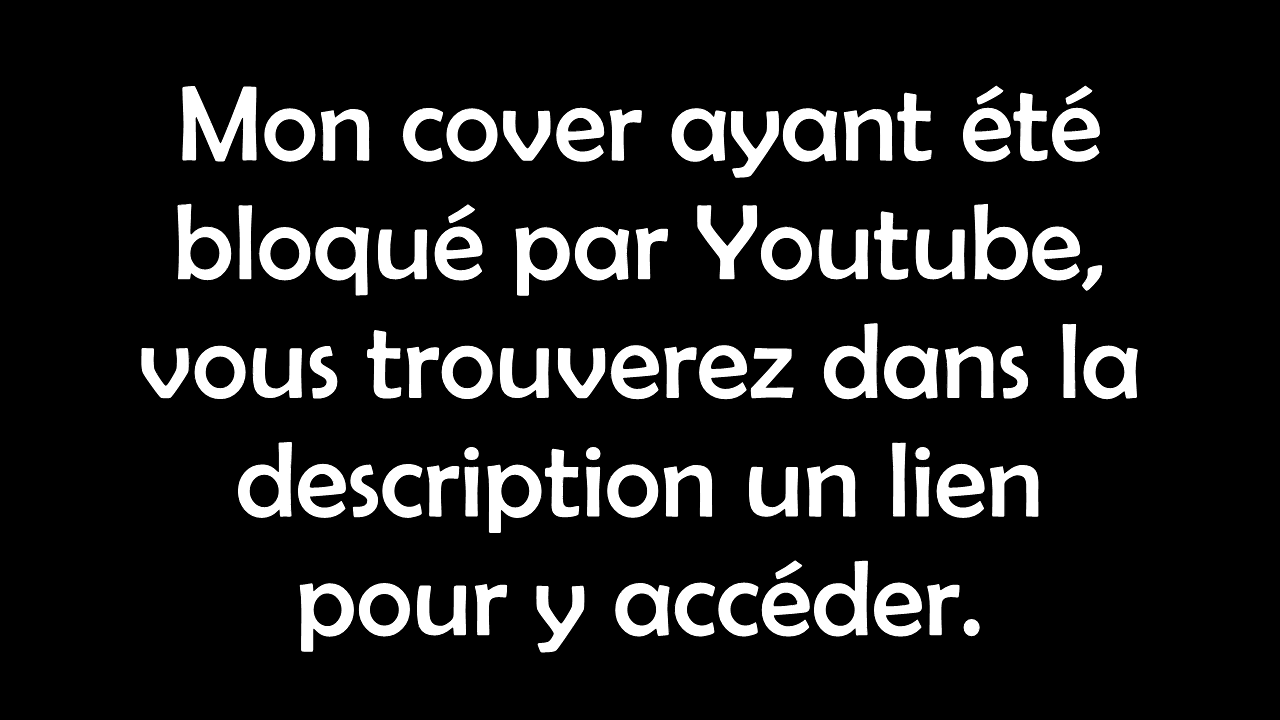 Mon cover ayant été
bloqué par Youtube,
vous trouverez dans la
description un lien
pour y accéder.